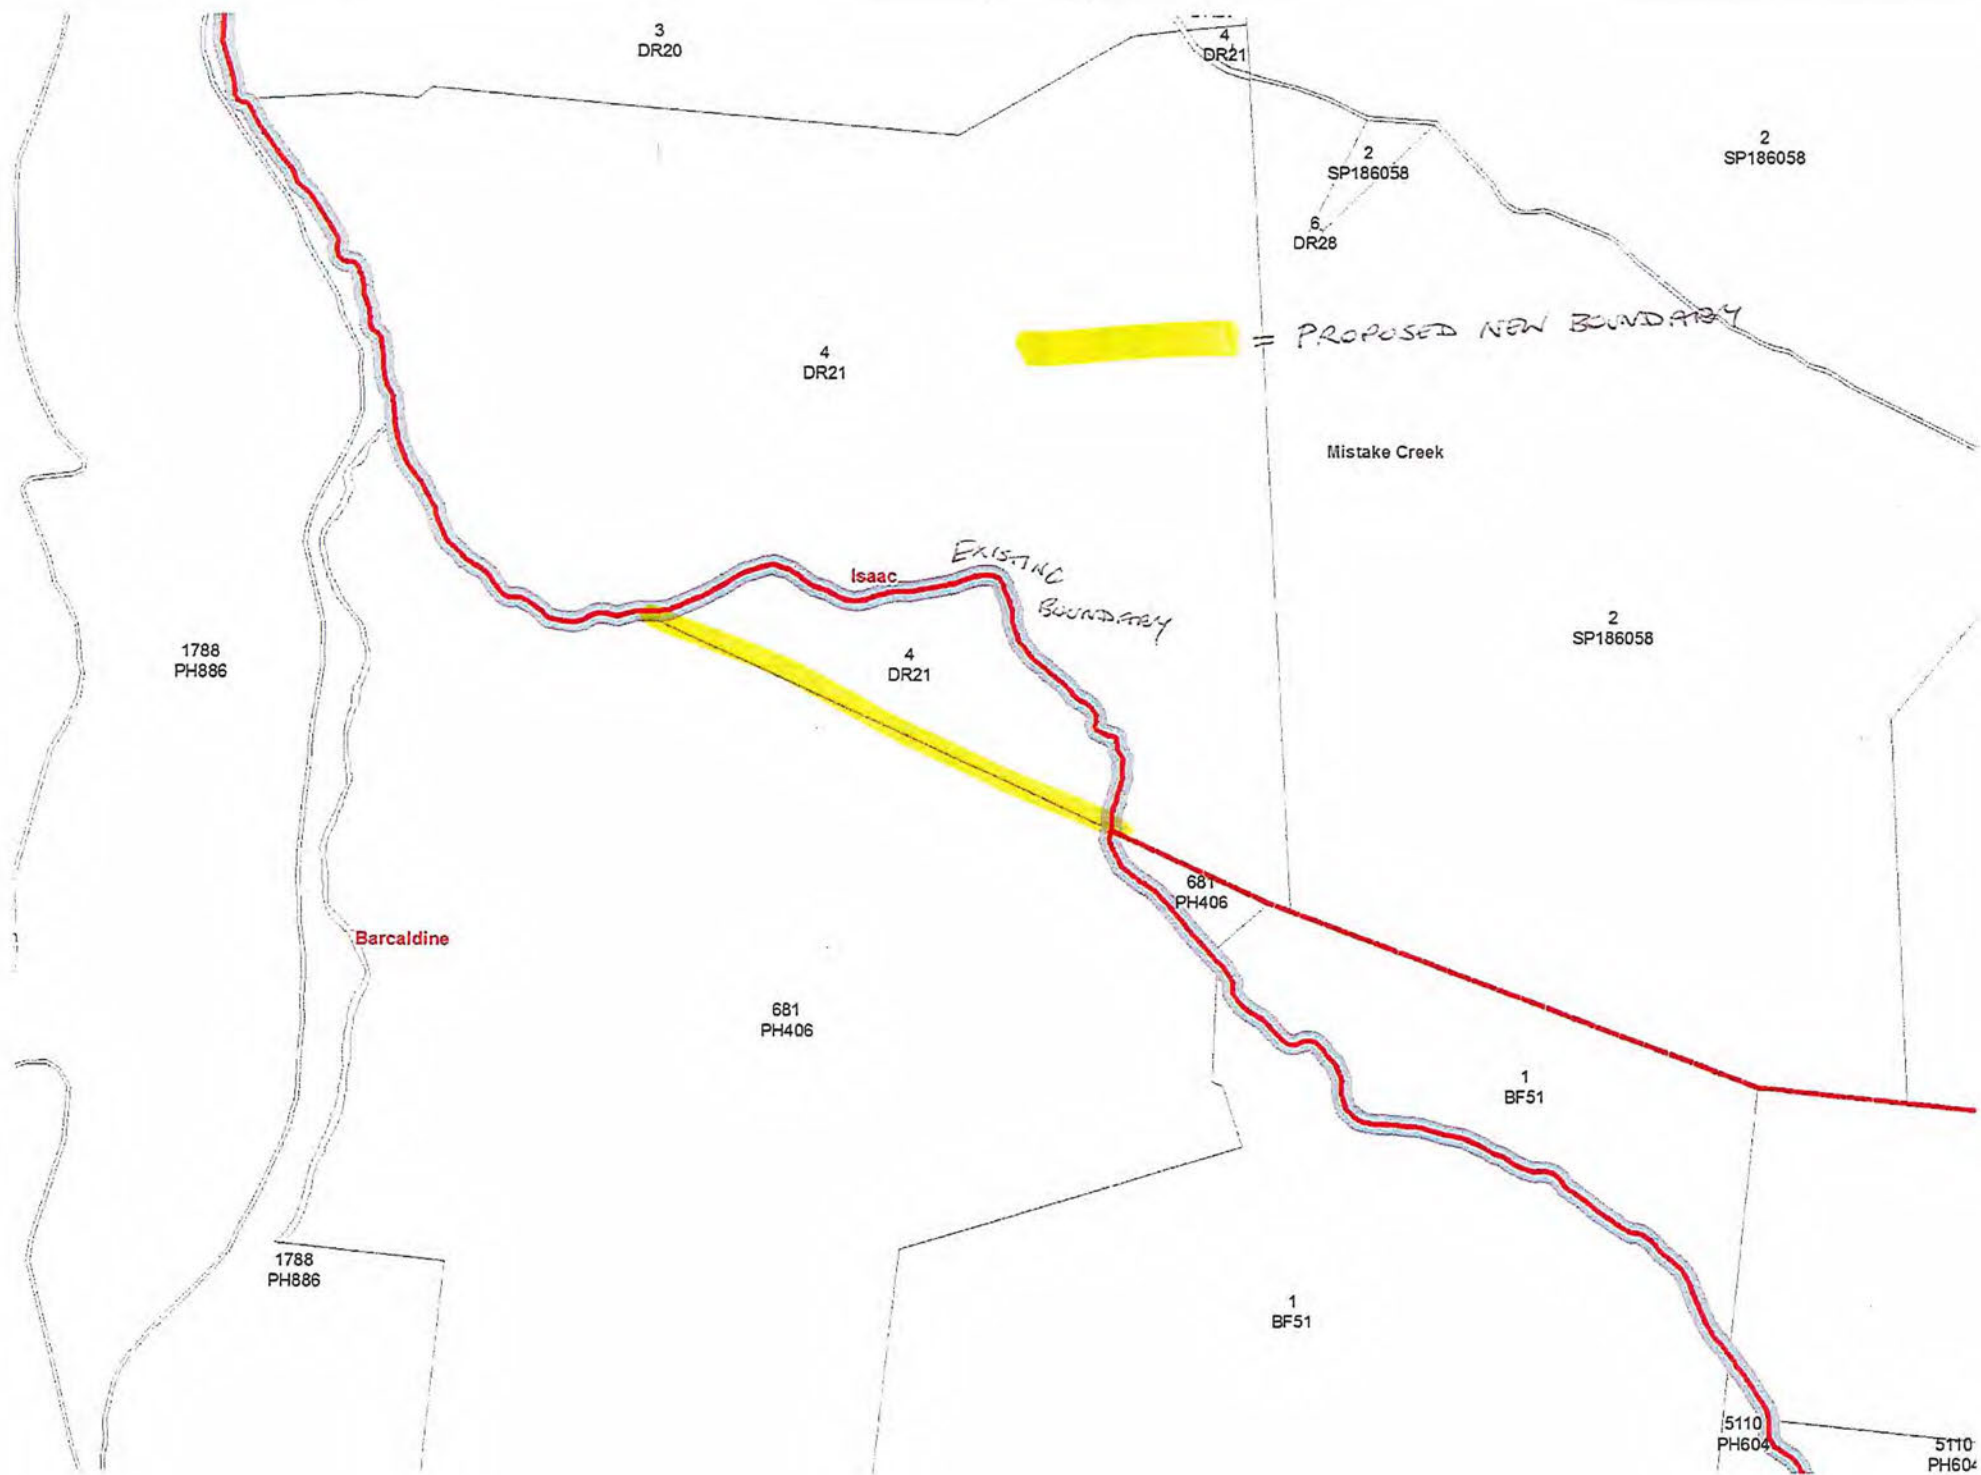 3
DR20
4
DR21
2
SP186058
2
SP186058
6
DR28
= PROPOSED NEW BOUNDARY
4
DR21
Mistake Creek
Isaac
EXISTING
BOUNDARY
4
DR21
2
SP186058
1788
PH886
681
PH406
Barcaldine
681
PH406
1
BF51
1788
PH886
1
BF51
5110
PH604
5110
PH604